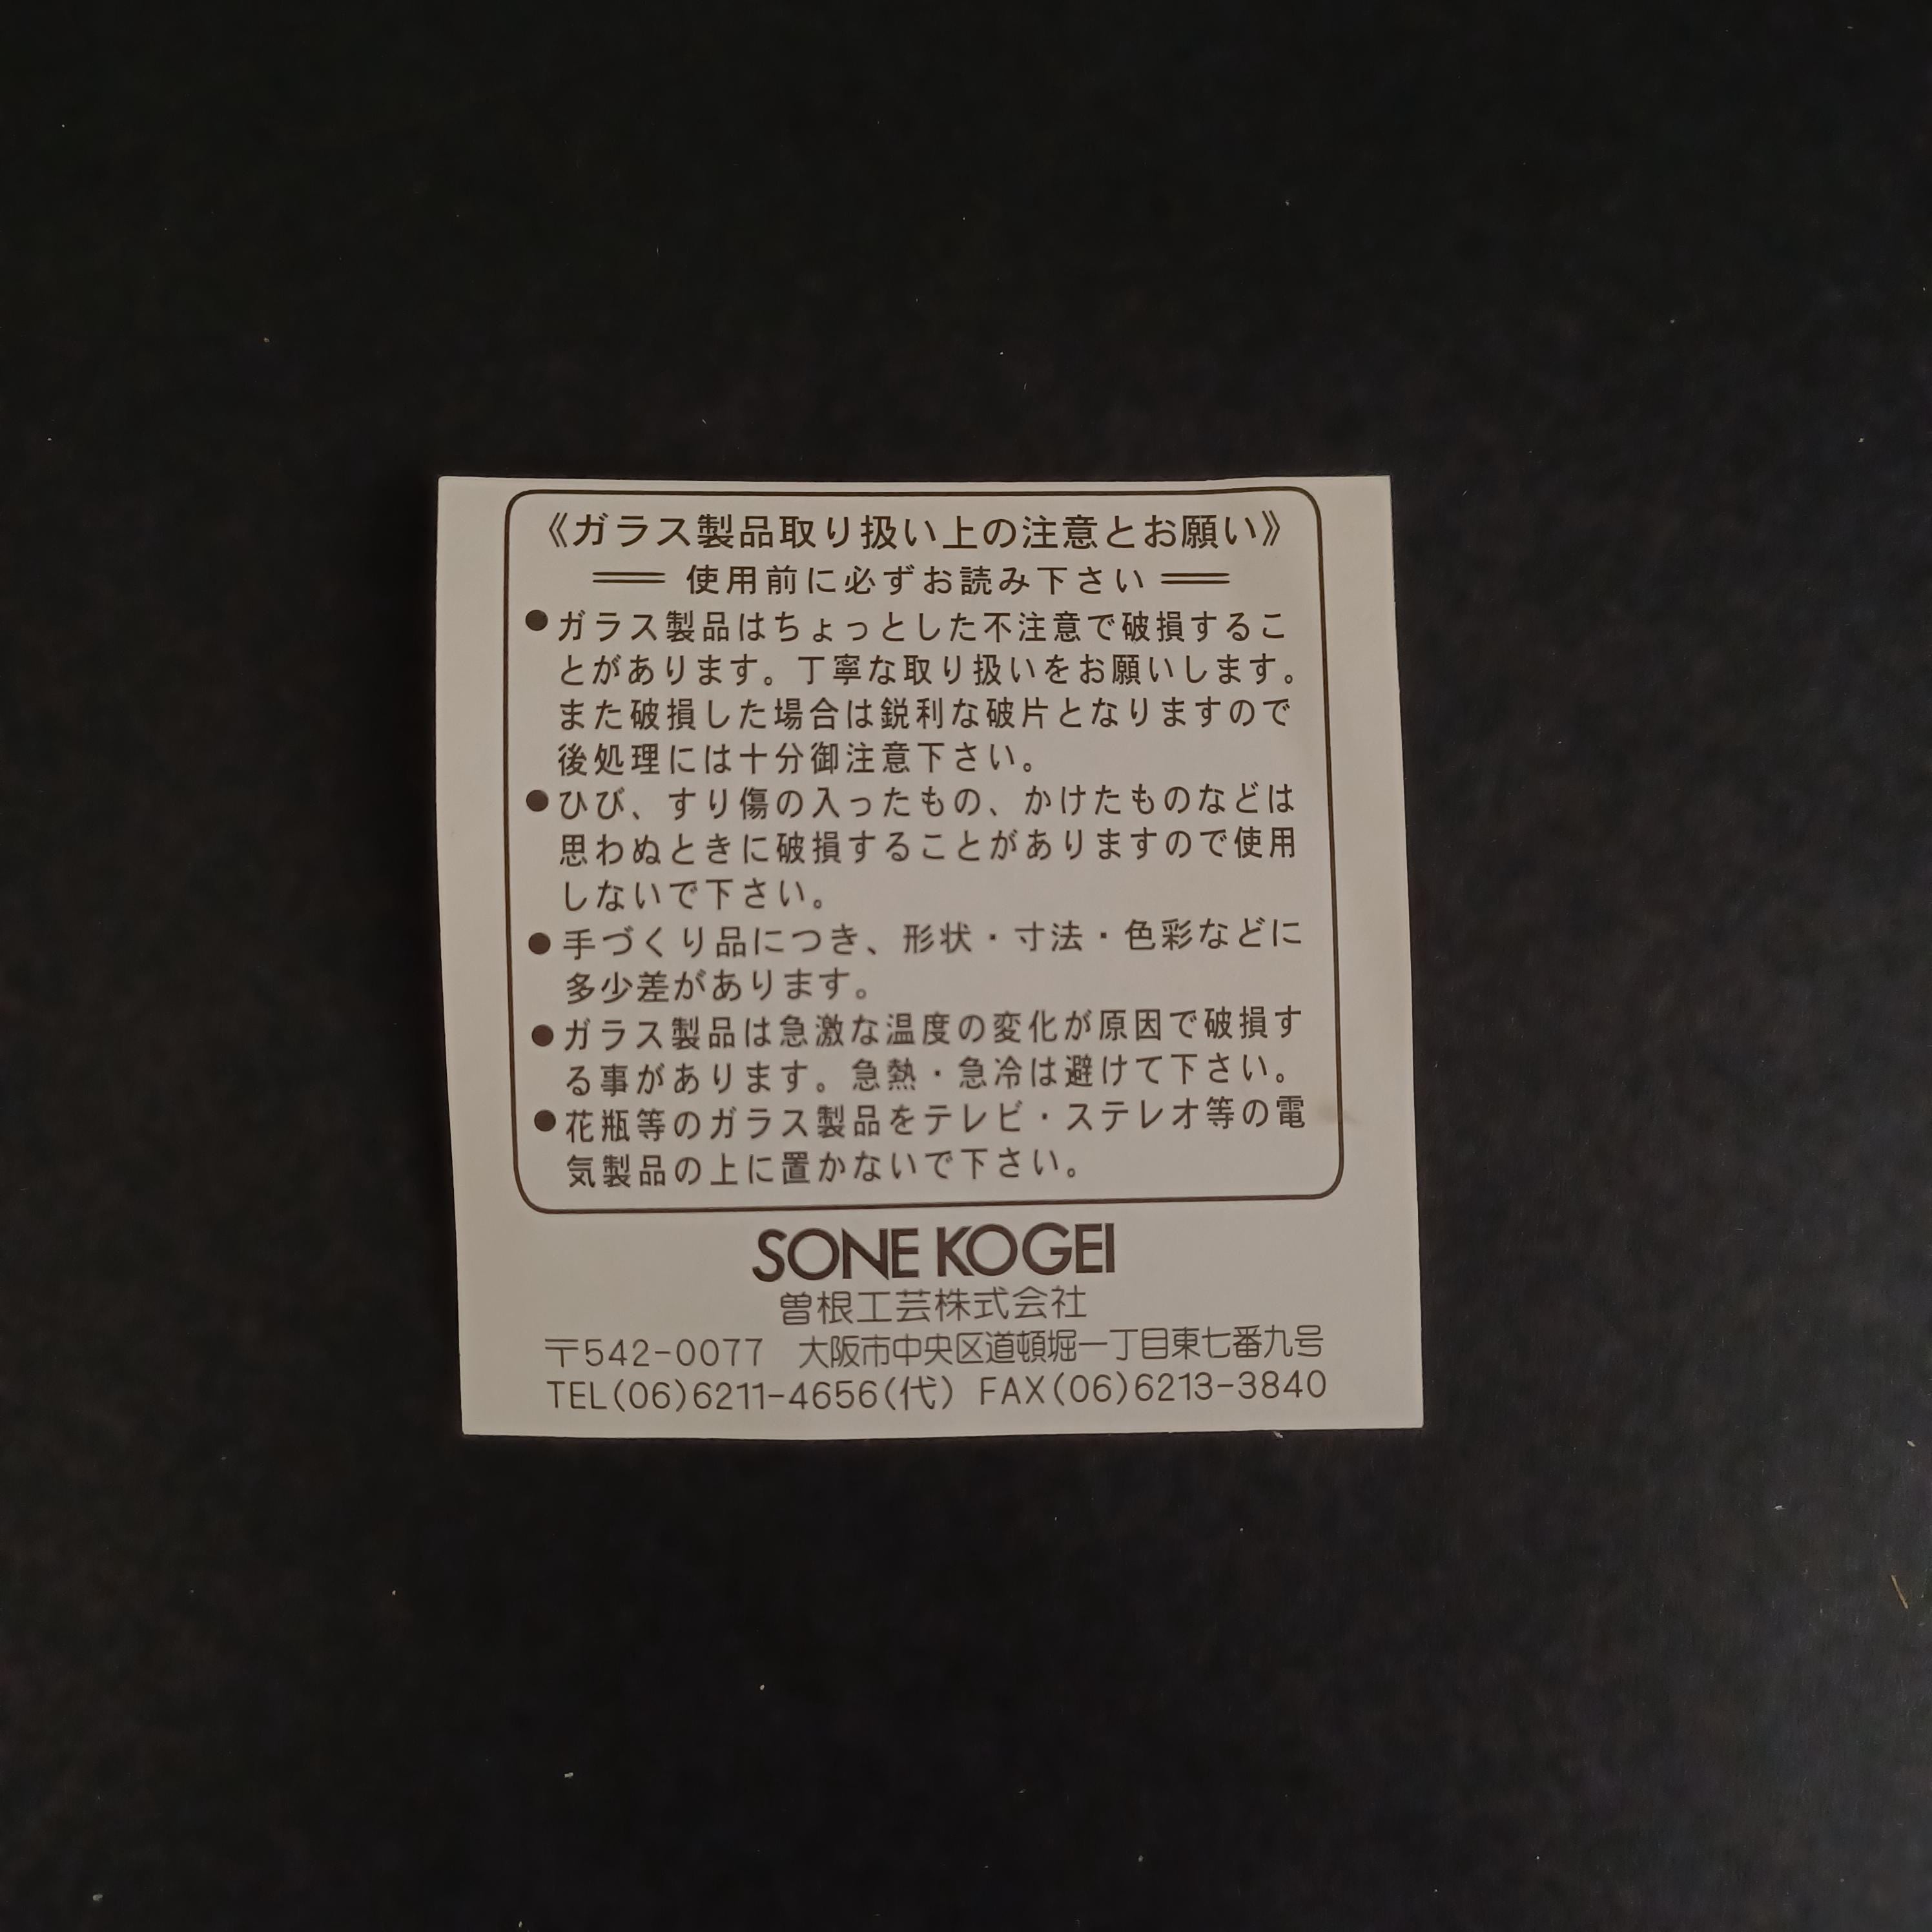 《ガラス製品取り扱い上の注意とお願い》
══ 使用前に必ずお読み下さい ══
●ガラス製品はちょっとした不注意で破損するこ
とがあります。丁寧な取り扱いをお願いします。
また破損した場合は鋭利な破片となりますので
後処理には十分御注意下さい。
●ひび、すり傷の入ったもの、かけたものなどは
思わぬときに破損することがありますので使用
しないで下さい。
●手づくり品につき、形状・寸法・色彩などに
多少差があります。
●ガラス製品は急激な温度の変化が原因で破損す
る事があります。急熱・急冷は避けて下さい。
●花瓶等のガラス製品をテレビ・ステレオ等の電
気製品の上に置かないで下さい。
SONE KOGEI
曽根工芸株式会社
〒542-0077 大阪市中央区道頓堀一丁目東七番九号
TEL(06)6211-4656(代) FAX(06)6213-3840